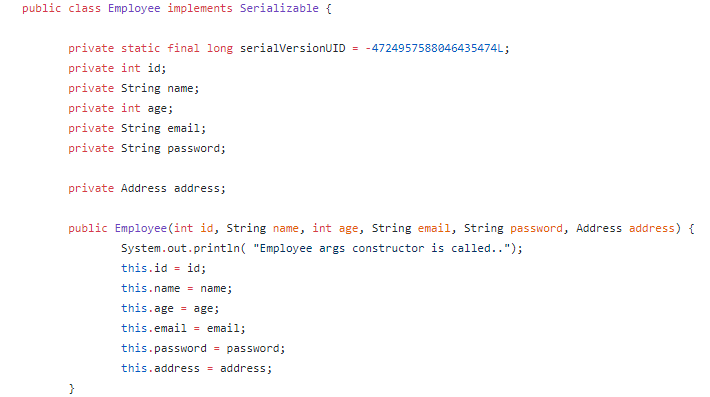 public class Employee implements Serializable {
private static final long serialVersionUID = -4724957588046435474L;
private int id;
private String name;
private int age;
private String email;
private String password;
private Address address;
public Employee(int id, String name, int age, String email, String password, Address address) {
System.out.println( "Employee args constructor is called..");
this.id = id;
this.name = name;
this.age = age;
this.email = email;
this.password = password;
this.address = address;
}